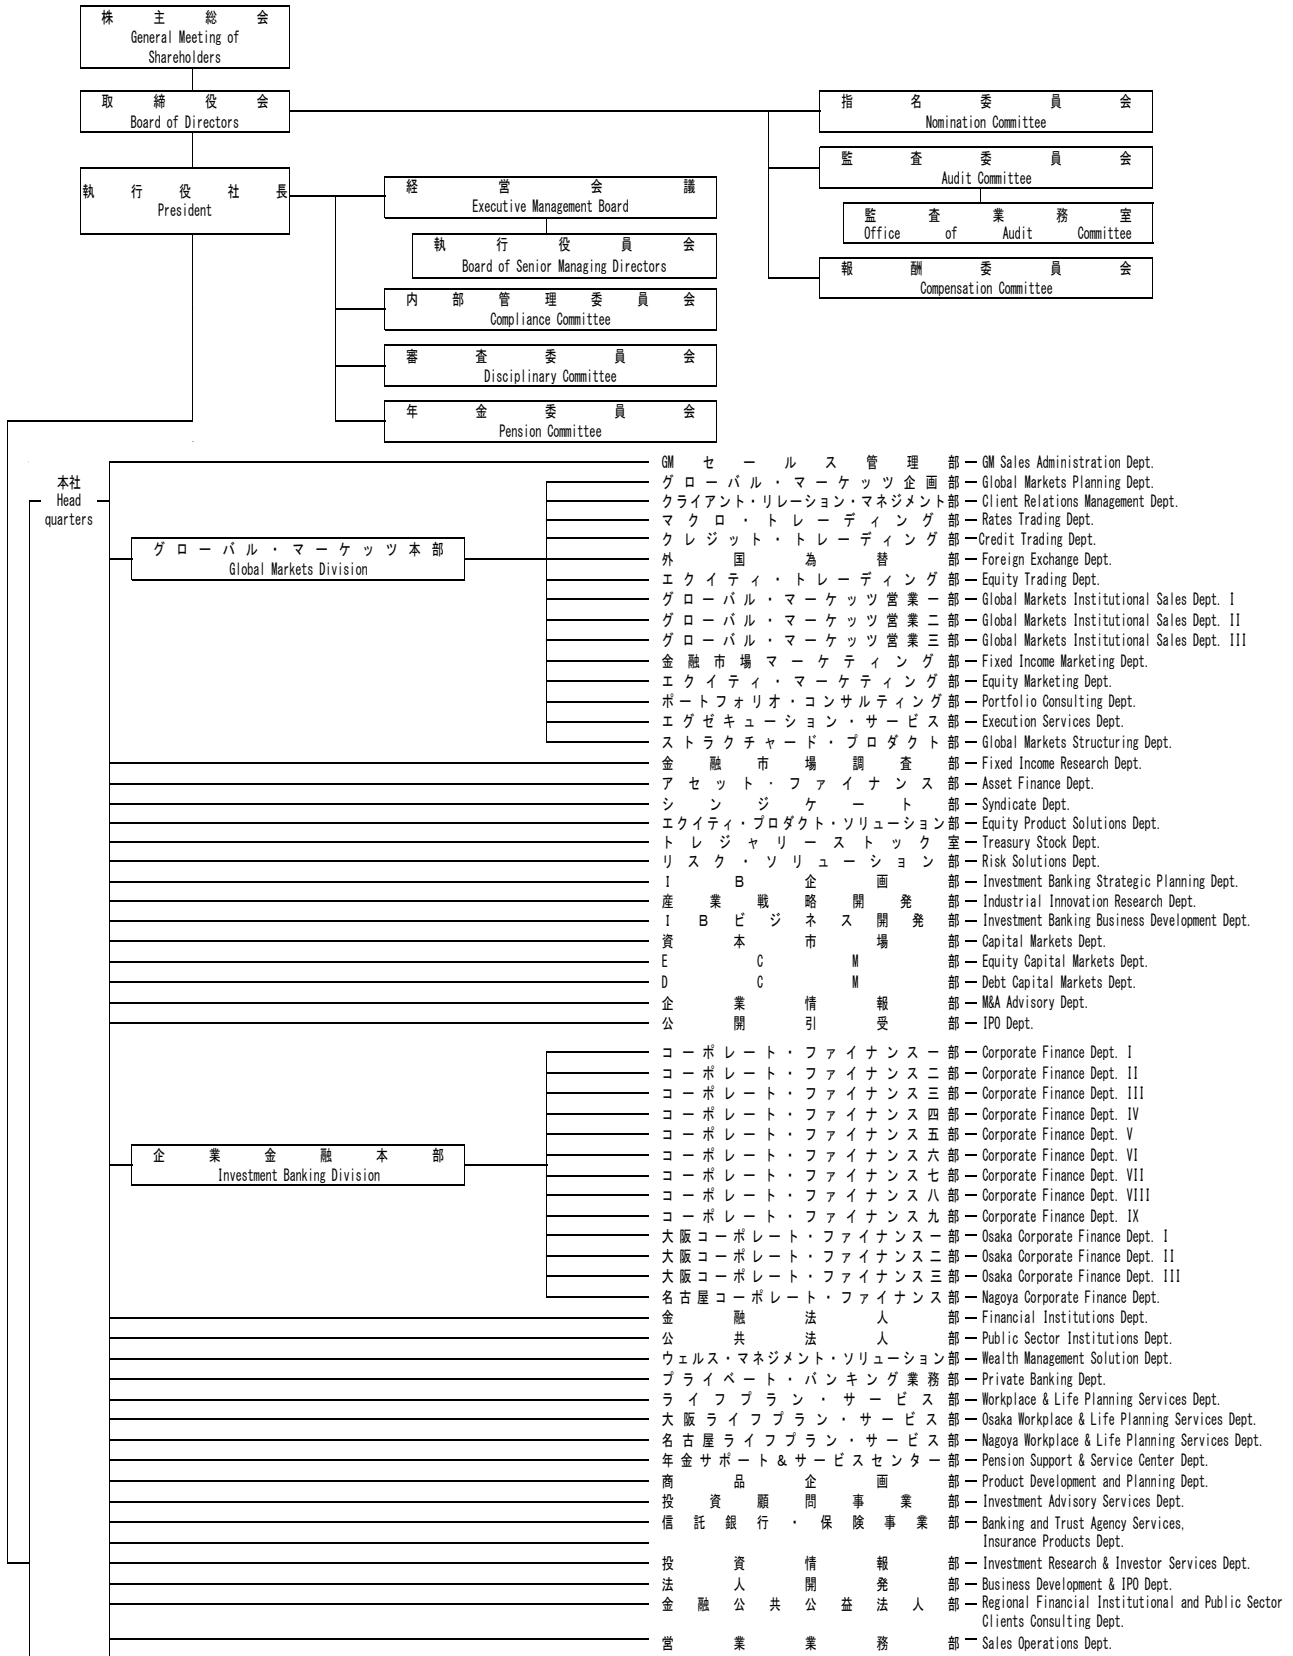 株主総会
General Meeting of
Shareholders
取締役会
Board of Directors
指名委員会
Nomination Committee
監査委員会
Audit Committee
監査業務室
Office of Audit Committee
報酬委員会
Compensation Committee
執行役社長
President
経営会議
Executive Management Board
執行役員会
Board of Senior Managing Directors
内部管理委員会
Compliance Committee
審査委員会
Disciplinary Committee
年金委員会
Pension Committee
本社
Head
quarters
GMセールス管理部 ― GM Sales Administration Dept.
グローバル・マーケッツ本部
Global Markets Division
グローバル・マーケッツ企画部 ― Global Markets Planning Dept.
クライアント・リレーション・マネジメント部 ― Client Relations Management Dept.
マクロ・トレーディング部 ― Rates Trading Dept.
クレジット・トレーディング部 ― Credit Trading Dept.
外国為替部 ― Foreign Exchange Dept.
エクイティ・トレーディング部 ― Equity Trading Dept.
グローバル・マーケッツ営業一部 ― Global Markets Institutional Sales Dept. I
グローバル・マーケッツ営業二部 ― Global Markets Institutional Sales Dept. II
グローバル・マーケッツ営業三部 ― Global Markets Institutional Sales Dept. III
金融市場マーケティング部 ― Fixed Income Marketing Dept.
エクイティ・マーケティング部 ― Equity Marketing Dept.
ポートフォリオ・コンサルティング部 ― Portfolio Consulting Dept.
エグゼキューション・サービス部 ― Execution Services Dept.
ストラクチャード・プロダクト部 ― Global Markets Structuring Dept.
金融市場調査部 ― Fixed Income Research Dept.
アセット・ファイナンス部 ― Asset Finance Dept.
シンジケート部 ― Syndicate Dept.
エクイティ・プロダクト・ソリューション部 ― Equity Product Solutions Dept.
トレジャリーストック室 ― Treasury Stock Dept.
リスク・ソリューション部 ― Risk Solutions Dept.
IB企画部 ― Investment Banking Strategic Planning Dept.
産業戦略開発部 ― Industrial Innovation Research Dept.
IBビジネス開発部 ― Investment Banking Business Development Dept.
資本市場部 ― Capital Markets Dept.
ECM部 ― Equity Capital Markets Dept.
DCM部 ― Debt Capital Markets Dept.
企業情報部 ― M&A Advisory Dept.
公開引受部 ― IPO Dept.
企業金融本部
Investment Banking Division
コーポレート・ファイナンス一部 ― Corporate Finance Dept. I
コーポレート・ファイナンス二部 ― Corporate Finance Dept. II
コーポレート・ファイナンス三部 ― Corporate Finance Dept. III
コーポレート・ファイナンス四部 ― Corporate Finance Dept. IV
コーポレート・ファイナンス五部 ― Corporate Finance Dept. V
コーポレート・ファイナンス六部 ― Corporate Finance Dept. VI
コーポレート・ファイナンス七部 ― Corporate Finance Dept. VII
コーポレート・ファイナンス八部 ― Corporate Finance Dept. VIII
コーポレート・ファイナンス九部 ― Corporate Finance Dept. IX
大阪コーポレート・ファイナンス一部 ― Osaka Corporate Finance Dept. I
大阪コーポレート・ファイナンス二部 ― Osaka Corporate Finance Dept. II
大阪コーポレート・ファイナンス三部 ― Osaka Corporate Finance Dept. III
名古屋コーポレート・ファイナンス部 ― Nagoya Corporate Finance Dept.
金融法人部 ― Financial Institutions Dept.
公共法人部 ― Public Sector Institutions Dept.
ウェルス・マネジメント・ソリューション部 ― Wealth Management Solution Dept.
プライベート・バンキング業務部 ― Private Banking Dept.
ライフプラン・サービス部 ― Workplace & Life Planning Services Dept.
大阪ライフプラン・サービス部 ― Osaka Workplace & Life Planning Services Dept.
名古屋ライフプラン・サービス部 ― Nagoya Workplace & Life Planning Services Dept.
年金サポート&サービスセンター部 ― Pension Support & Service Center Dept.
商品企画部 ― Product Development and Planning Dept.
投資顧問事業部 ― Investment Advisory Services Dept.
信託銀行・保険事業部 ― Banking and Trust Agency Services,
Insurance Products Dept.
投資情報部 ― Investment Research & Investor Services Dept.
法人開発部 ― Business Development & IPO Dept.
金融公共公益法人部 ― Regional Financial Institutional and Public Sector
Clients Consulting Dept.
営業業務部 ― Sales Operations Dept.